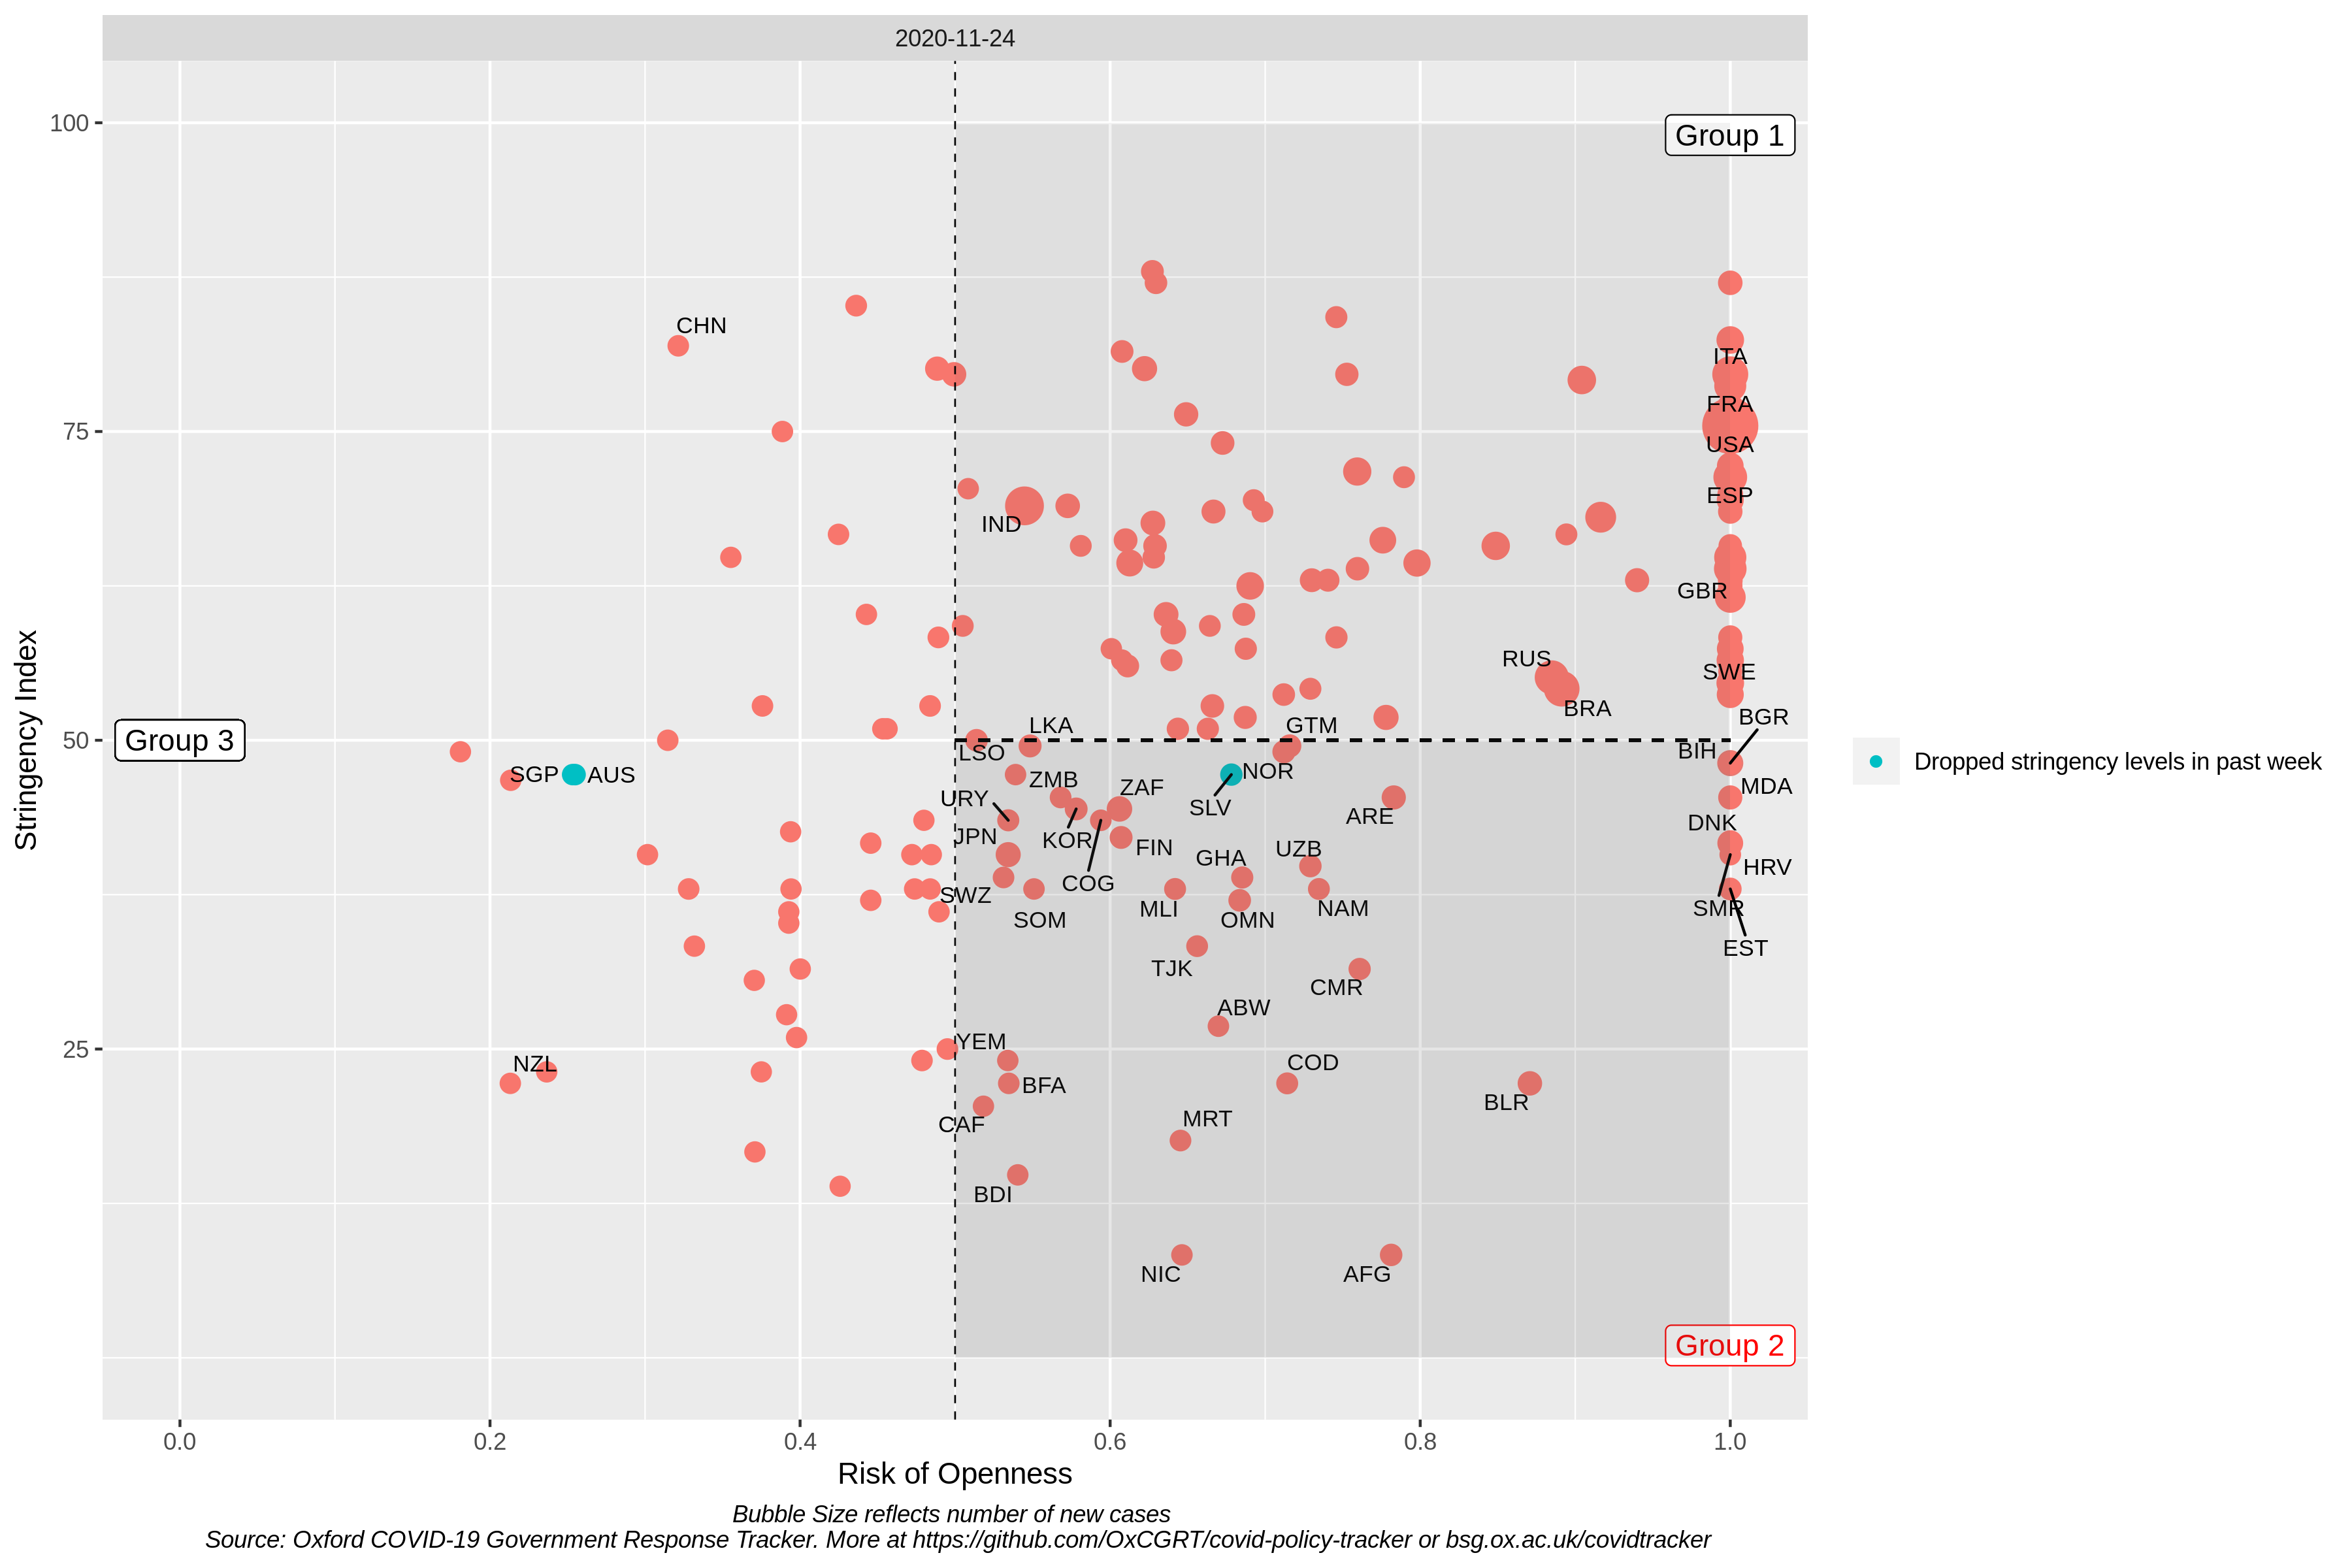 2020-11-24
100
Group 1
CHN
ITA
FRA
75
USA
ESP
IND
GBR
RUS
SWE
BRA
BGR
LKA
GTM
50
Group 3
LSO
BIH
Dropped stringency levels in past week
SGP
AUS
ZMB
NOR
ZAF
MDA
URY
SLV
ARE
DNK
JPN
KOR
FIN
GHA
UZB
HRV
COG
SWZ
SOM
MLI
OMN
NAM
SMR
EST
TJK
CMR
ABW
YEM
25
NZL
COD
BFA
BLR
CAF
MRT
BDI
NIC
AFG
Group 2
Stringency Index
0.0
0.2
0.4
0.6
0.8
1.0
Risk of Openness
Bubble Size reflects number of new cases
Source: Oxford COVID-19 Government Response Tracker. More at https://github.com/OxCGRT/covid-policy-tracker or bsg.ox.ac.uk/covidtracker